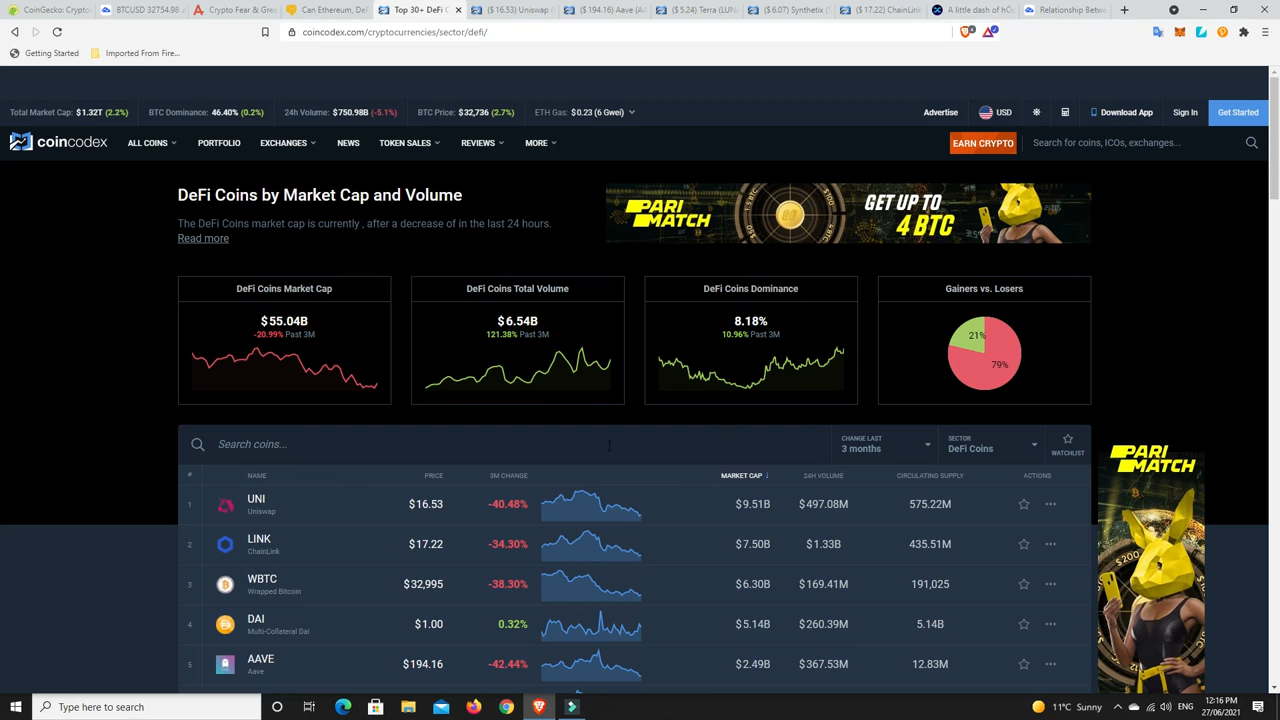 CoinGecko: Crypto
BTCUSD 32754.98
Crypto Fear & Gre
Can Ethereum, Def
Top 30+ DeFi C
($16.53) Uniswap (
($194.16) Aave (A
($5.24) Terra (LUN
($6.07) Synthetix (
($17.22) ChainLink
A little dash of hO
Relationship Betwe
coincodex.com/cryptocurrencies/sector/defi/
Getting Started
Imported From Fire...
Total Market Cap: $1.32T (2.2%)
BTC Dominance: 46.40% (0.2%)
24h Volume: $750.98B (-5.1%)
BTC Price: $32,736 (2.7%)
ETH Gas: $0.23 (6 Gwei)
Advertise
USD
Download App
Sign In
Get Started
coincodex
ALL COINS
PORTFOLIO
EXCHANGES
NEWS
TOKEN SALES
REVIEWS
MORE
EARN CRYPTO
Search for coins, ICOs, exchanges...
DeFi Coins by Market Cap and Volume
The DeFi Coin market cap is currently , after a decrease of in the last 24 hours.
Read more
PARI
MATCH
GET UP TO
4 BTC
DeFi Coins Market Cap
$55.04B
-20.99% Past 3M
DeFi Coins Total Volume
$6.54B
121.38% Past 3M
DeFi Coins Dominance
8.18%
10.96% Past 3M
Gainers vs. Losers
21%
79%
Search coins...
CHANGE LAST
3 months
SECTOR
DeFi Coins
WATCHLIST
# NAME PRICE 3M CHANGE MARKET CAP ↓ 24H VOLUME CIRCULATING SUPPLY ACTIONS
1 UNI $16.53 -40.48% $9.51B $497.08M 575.22M
Uniswap
2 LINK $17.22 -34.30% $7.50B $1.33B 435.51M
ChainLink
3 WBTC $32,995 -38.30% $6.30B $169.41M 191,025
Wrapped Bitcoin
4 DAI $1.00 0.32% $5.14B $260.39M 5.14B
Multi-Collateral Dai
5 AAVE $194.16 -42.44% $2.49B $367.53M 12.83M
Aave
PARI
MATCH
$200
Type here to search
11°C Sunny
ENG
12:16 PM
27/06/2021